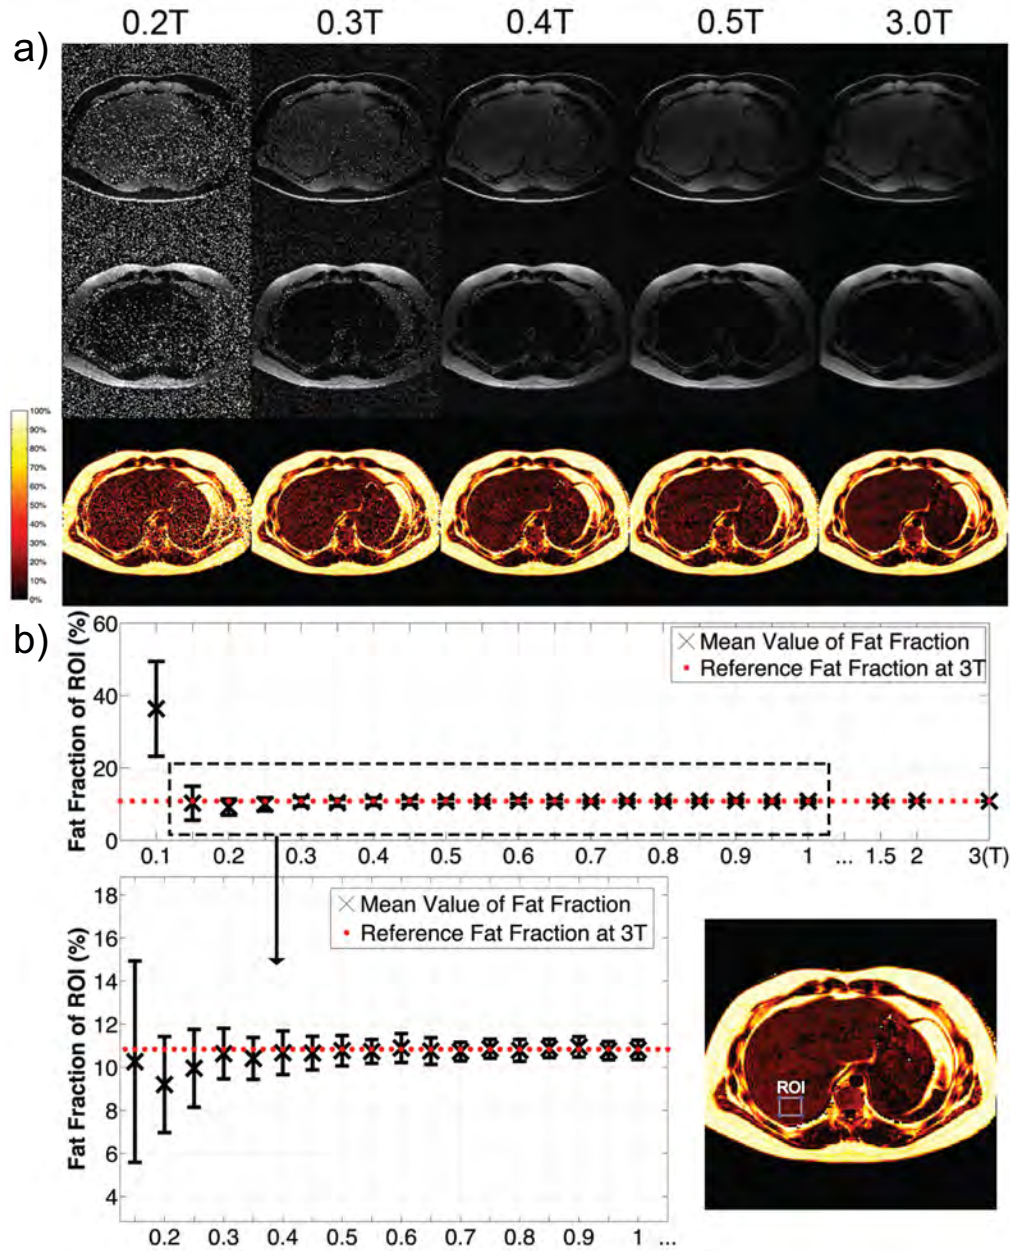 a)
0.2T 0.3T 0.4T 0.5T 3.0T
100%
90%
80%
70%
60%
50%
40%
30%
20%
10%
0%
b)
Fat Fraction of ROI (%)
60
40
20
0
× Mean Value of Fat Fraction
Reference Fat Fraction at 3T
0.1 0.2 0.3 0.4 0.5 0.6 0.7 0.8 0.9 1 ... 1.5 2 3(T)
Fat Fraction of ROI (%)
18
16
14
12
10
8
6
4
× Mean Value of Fat Fraction
Reference Fat Fraction at 3T
0.2 0.3 0.4 0.5 0.6 0.7 0.8 0.9 1 ...
ROI